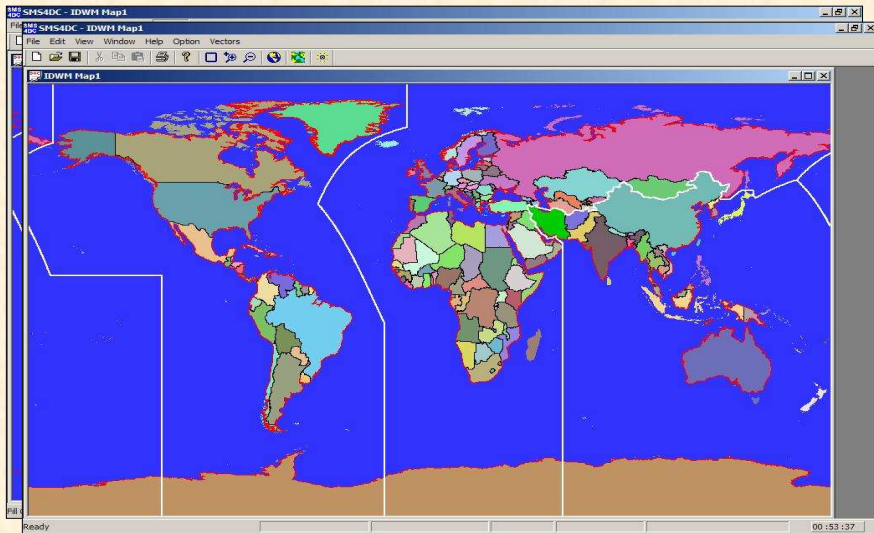 SMS4DC - IDWM Map1
SMS4DC - IDWM Map1
File Edit View Window Help Option Vectors
IDWM Map1
Ready
00:53:37